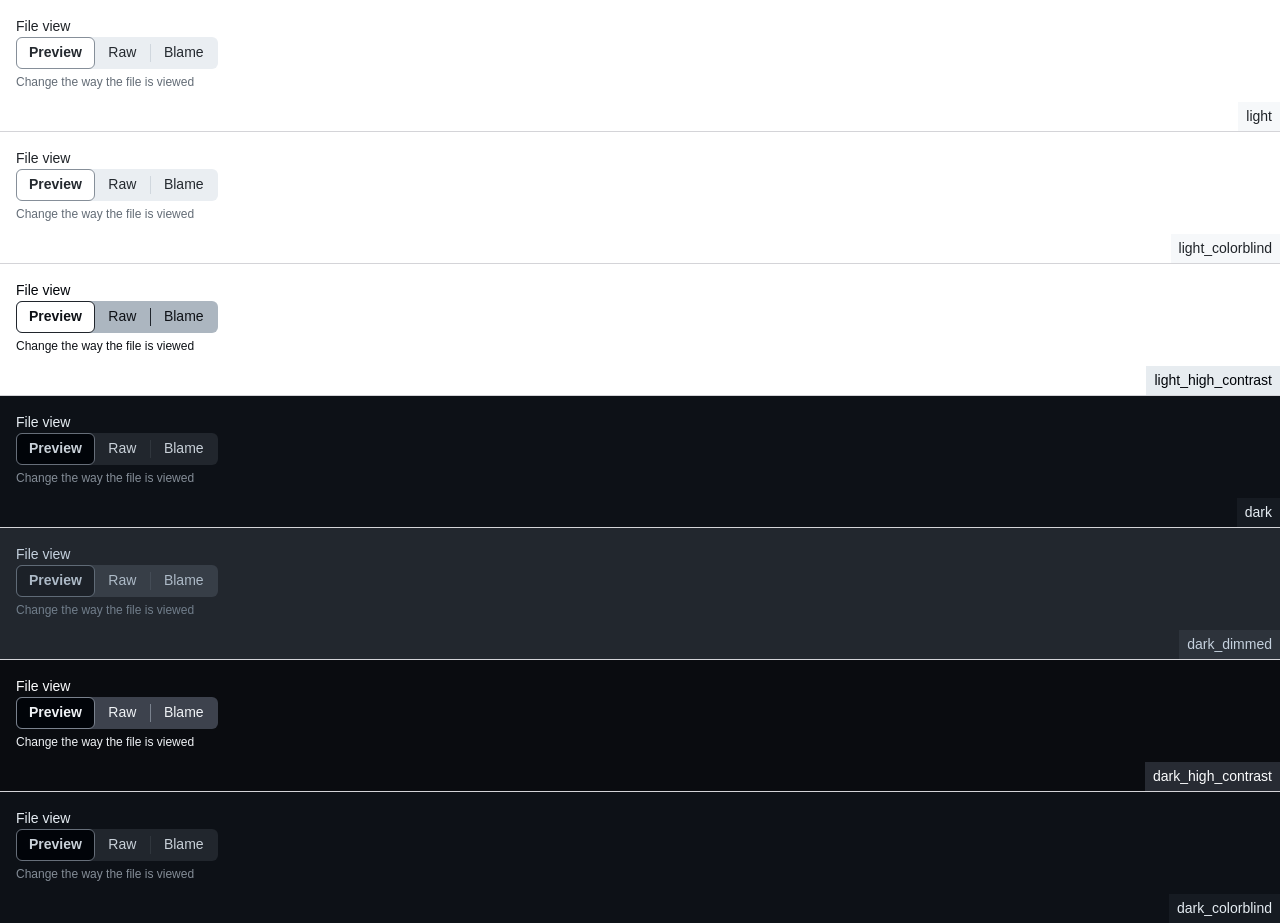 File view
Preview Raw Blame
Change the way the file is viewed
light
File view
Preview Raw Blame
Change the way the file is viewed
light_colorblind
File view
Preview Raw Blame
Change the way the file is viewed
light_high_contrast
File view
Preview Raw Blame
Change the way the file is viewed
dark
File view
Preview Raw Blame
Change the way the file is viewed
dark_dimmed
File view
Preview Raw Blame
Change the way the file is viewed
dark_high_contrast
File view
Preview Raw Blame
Change the way the file is viewed
dark_colorblind